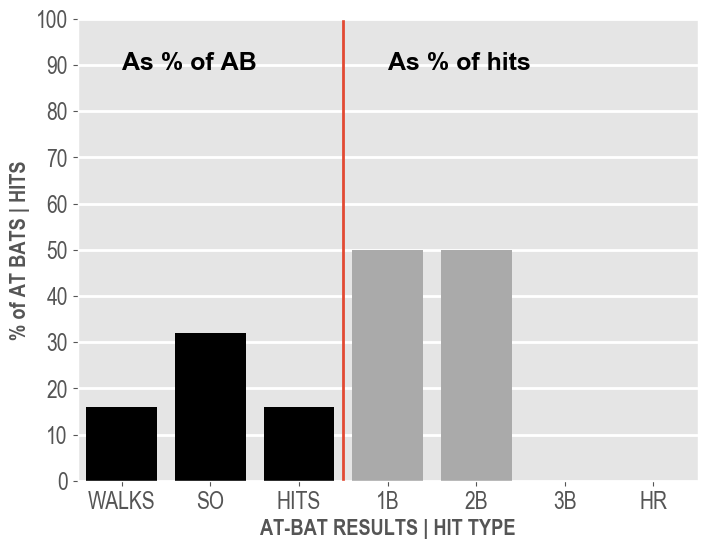 As % of AB
As % of hits
100
90
80
70
60
50
40
30
20
10
0
% of AT BATS | HITS
WALKS SO HITS 1B 2B 3B HR
AT-BAT RESULTS | HIT TYPE